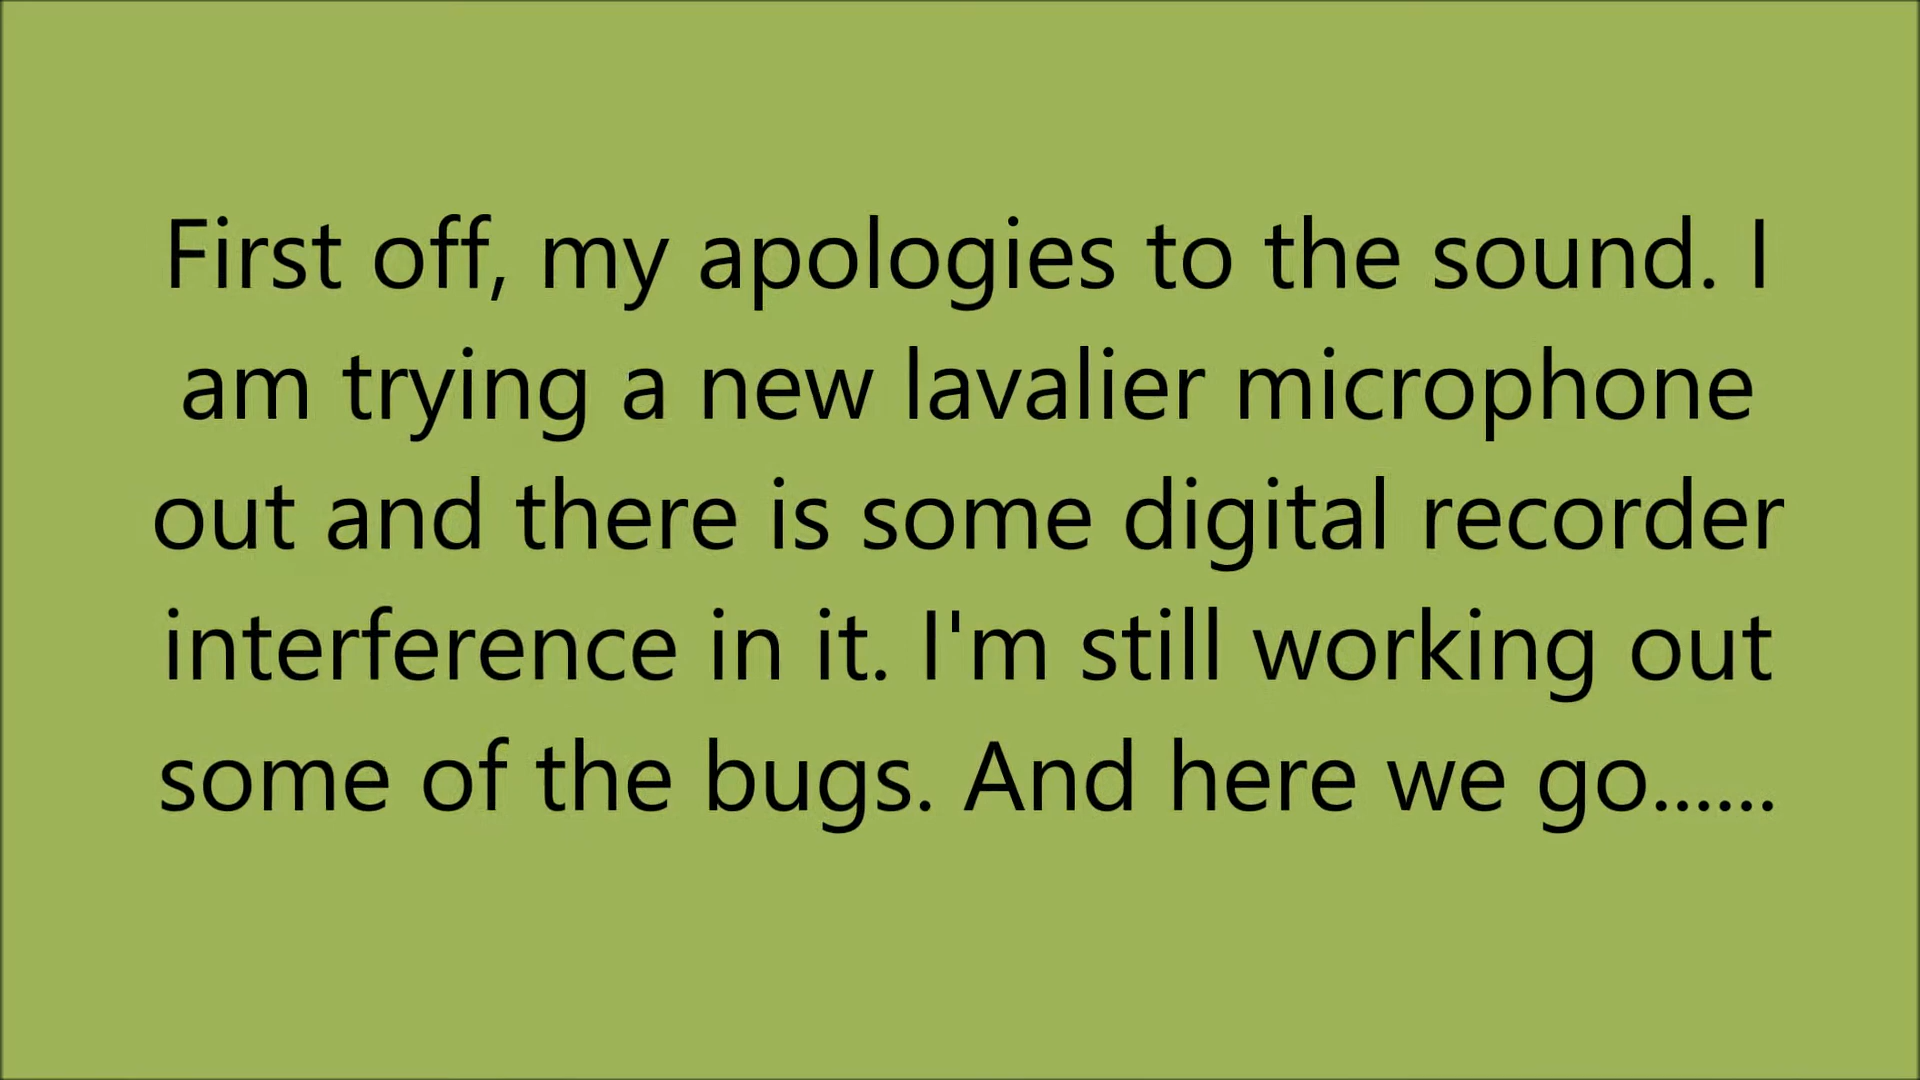 First off, my apologies to the sound. I
am trying a new lavalier microphone
out and there is some digital recorder
interference in it. I'm still working out
some of the bugs. And here we go......